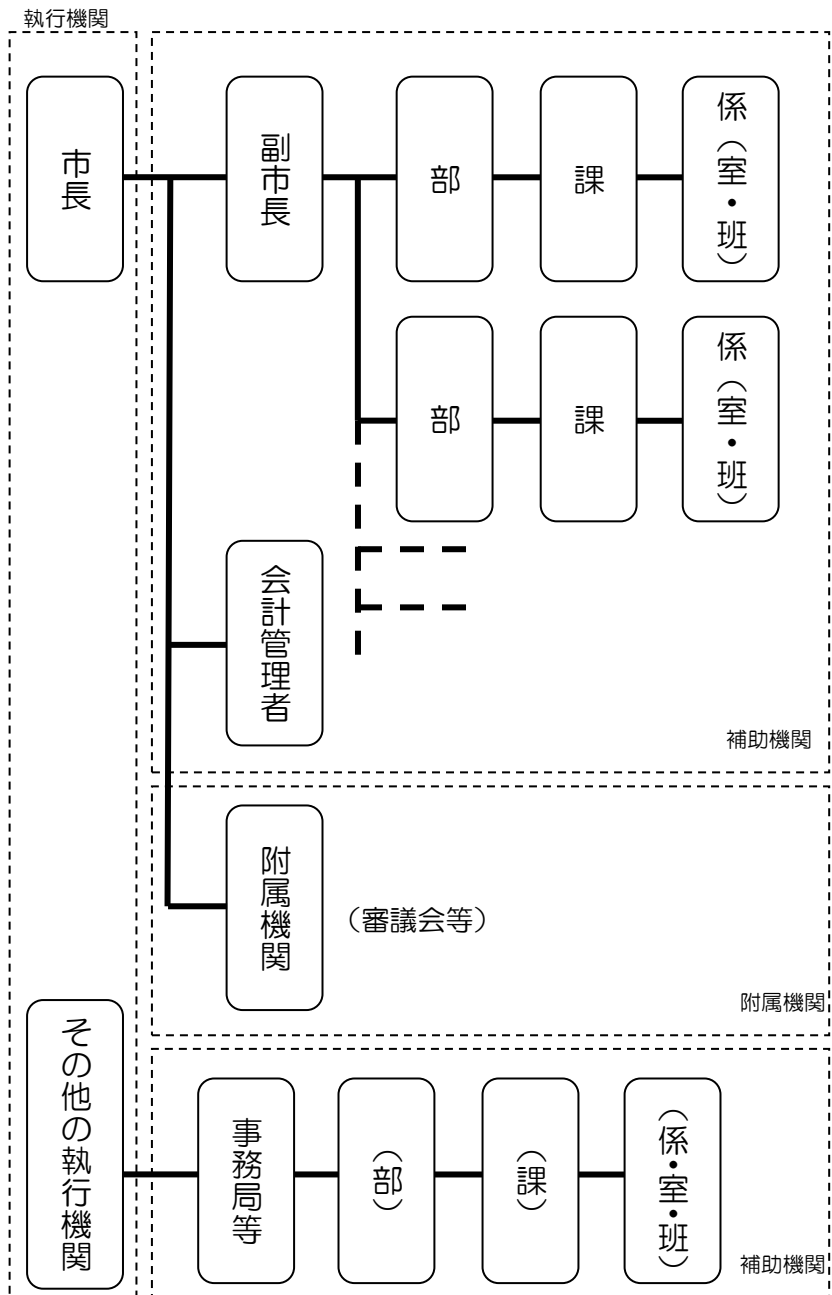 執行機関
市長
副市長
部
課
係（室・班）
部
課
係（室・班）
会計管理者
補助機関
附属機関
（審議会等）
附属機関
その他の執行機関
事務局等
（部）
（課）
（係・室・班）
補助機関